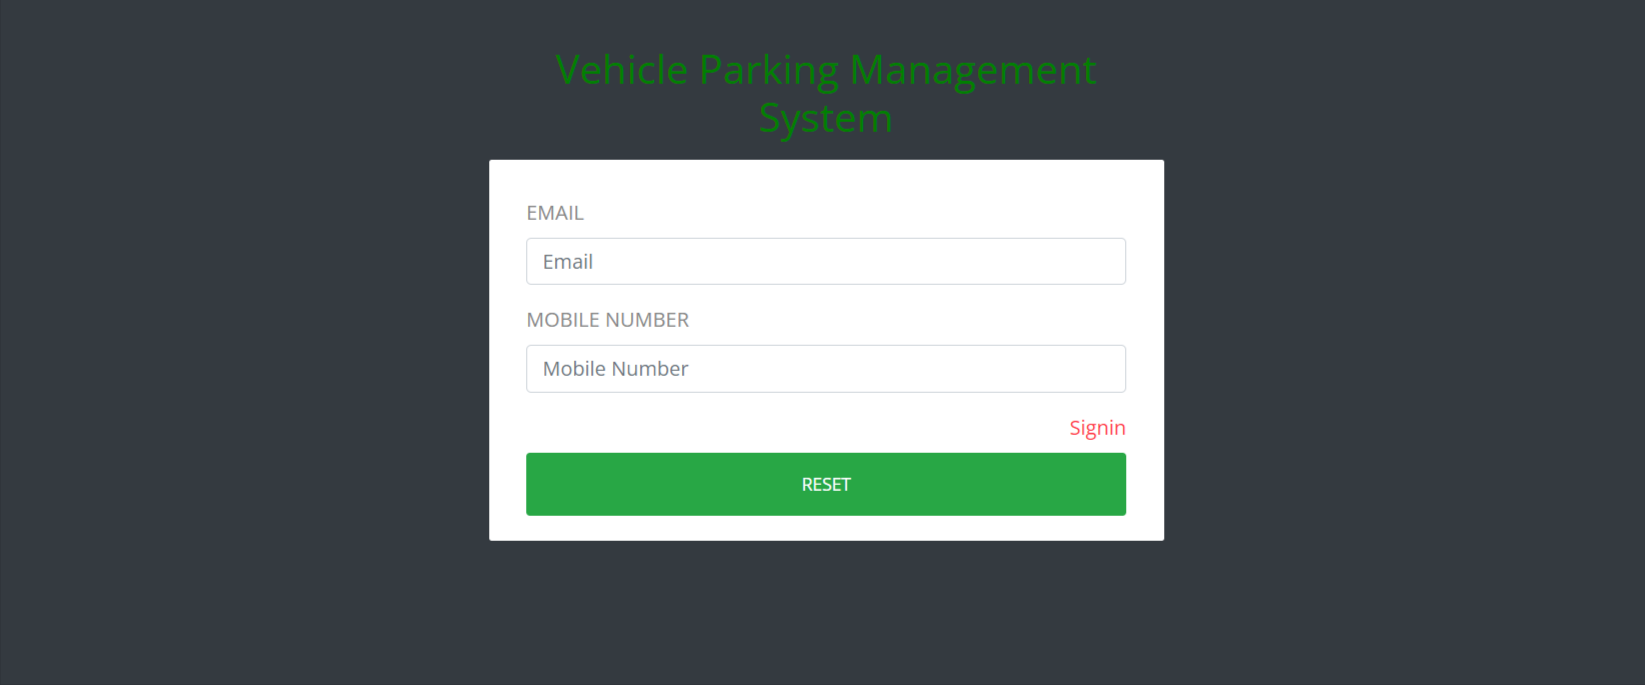 Vehicle Parking Management
System
EMAIL
Email
MOBILE NUMBER
Mobile Number
Signin
RESET